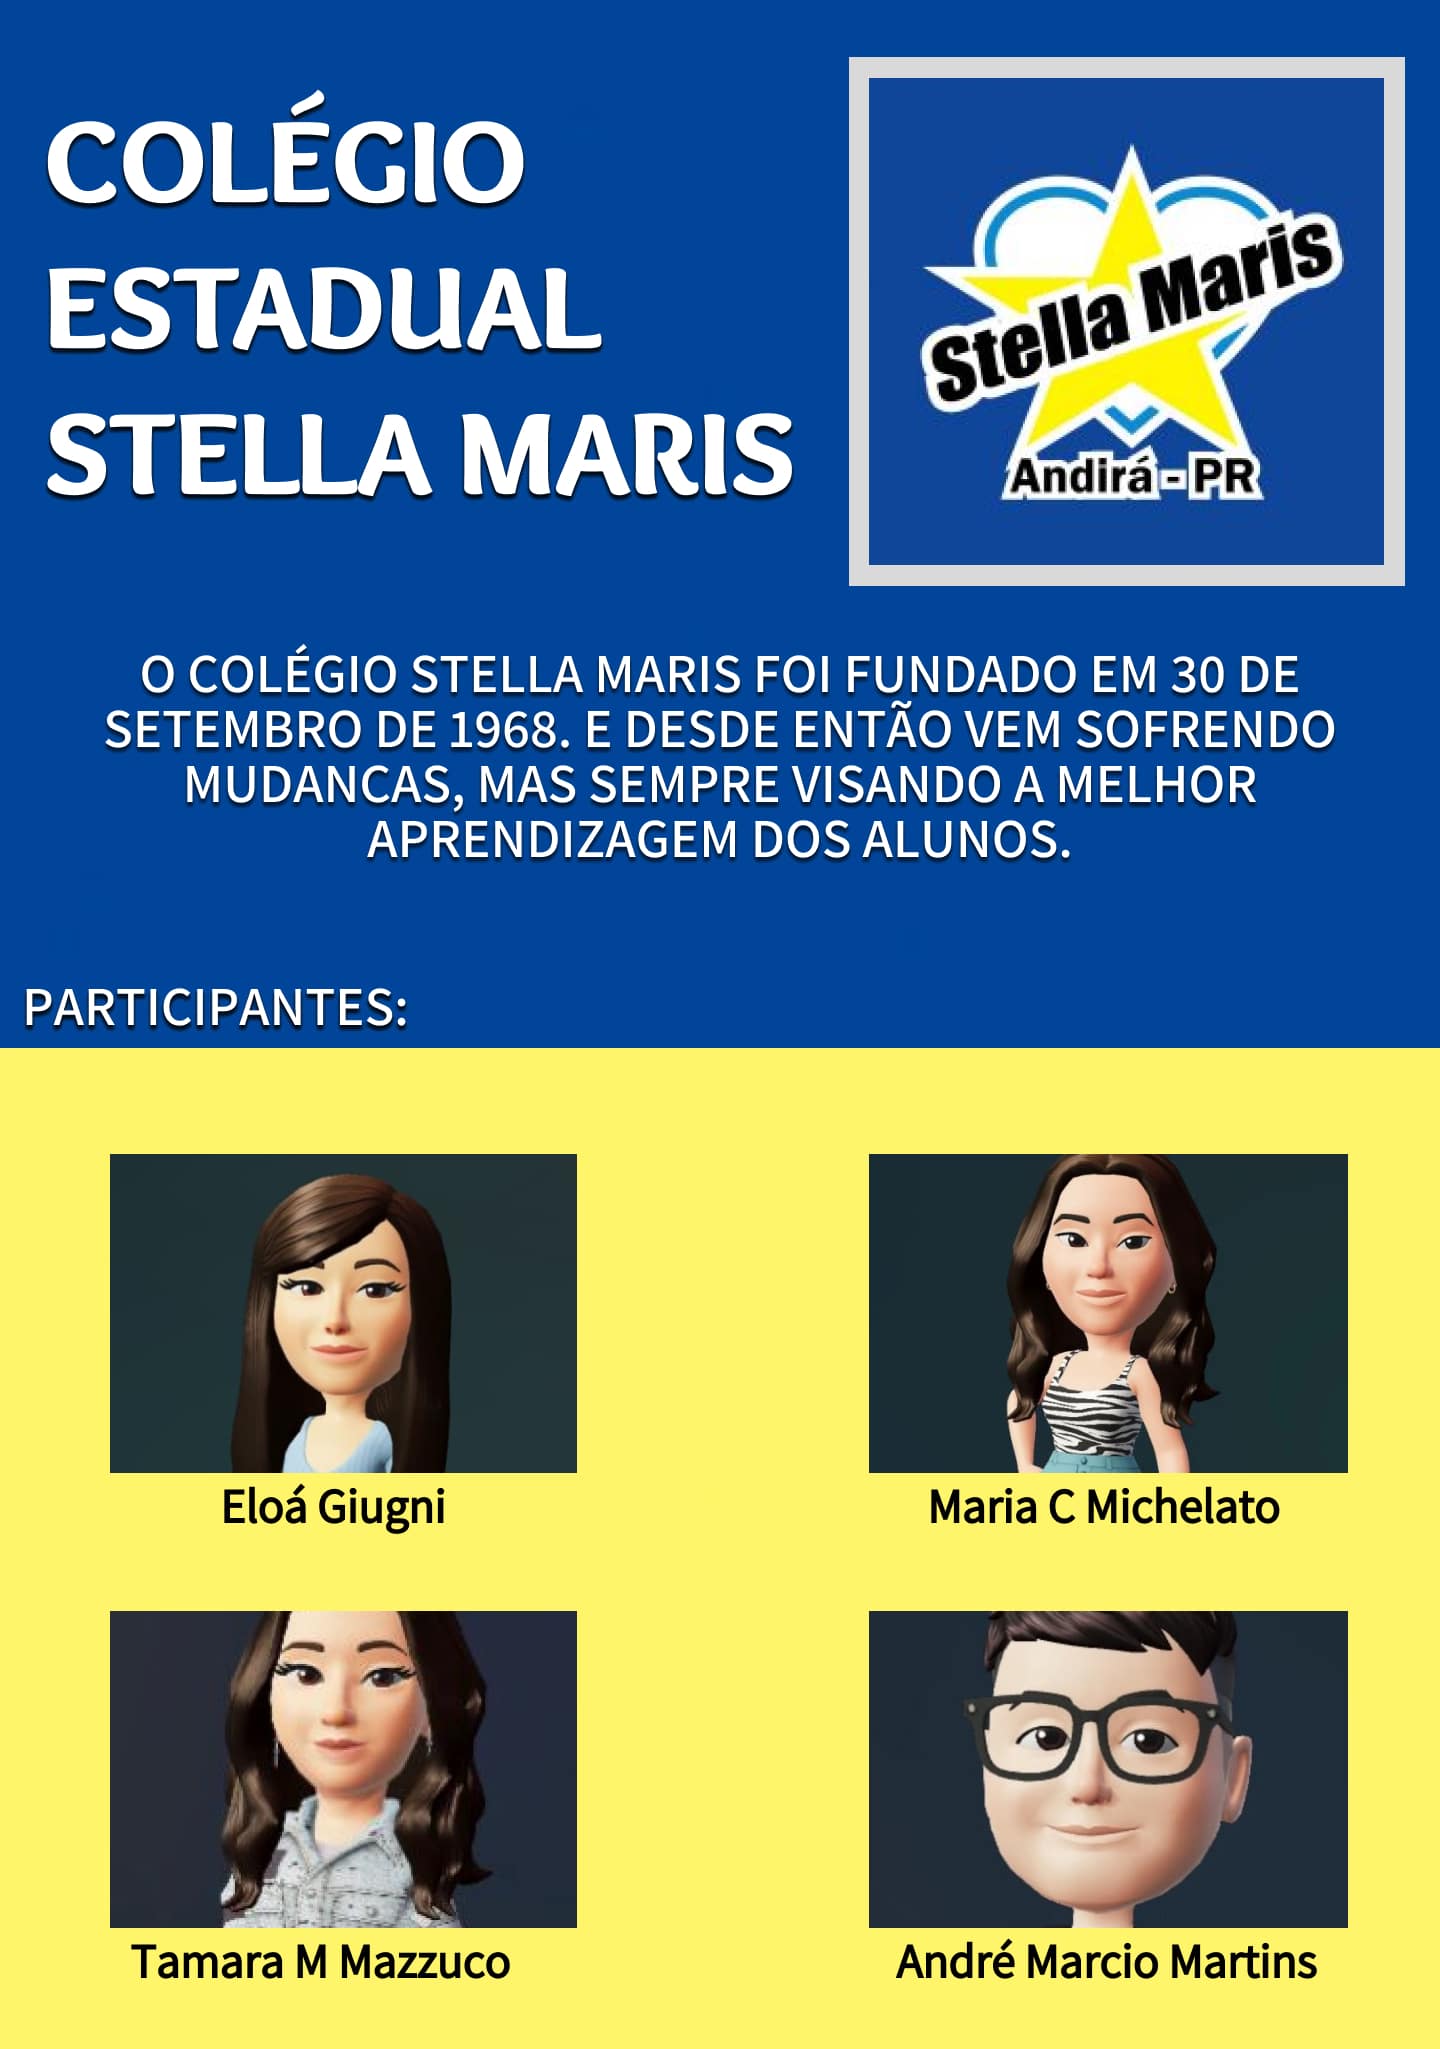 COLÉGIO
ESTADUAL
STELLA MARIS
Stella Maris
Andirá - PR
O COLÉGIO STELLA MARIS FOI FUNDADO EM 30 DE
SETEMBRO DE 1968. E DESDE ENTÃO VEM SOFRENDO
MUDANCAS, MAS SEMPRE VISANDO A MELHOR
APRENDIZAGEM DOS ALUNOS.
PARTICIPANTES:
Eloá Giugni
Maria C Michelato
Tamara M Mazzuco
André Marcio Martins